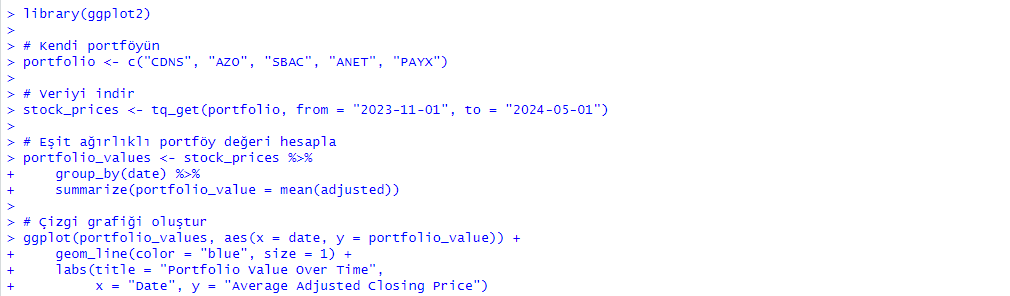 > library(ggplot2)
>
> # Kendi portföyün
> portfolio <- c("CDNS", "AZO", "SBAC", "ANET", "PAYX")
>
> # Veriyi indir
> stock_prices <- tq_get(portfolio, from = "2023-11-01", to = "2024-05-01")
>
> # Eşit ağırlıklı portföy değeri hesapla
> portfolio_values <- stock_prices %>%
+     group_by(date) %>%
+     summarize(portfolio_value = mean(adjusted))
>
> # Çizgi grafiği oluştur
> ggplot(portfolio_values, aes(x = date, y = portfolio_value)) +
+     geom_line(color = "blue", size = 1) +
+     labs(title = "Portfolio Value Over Time",
+          x = "Date", y = "Average Adjusted Closing Price")